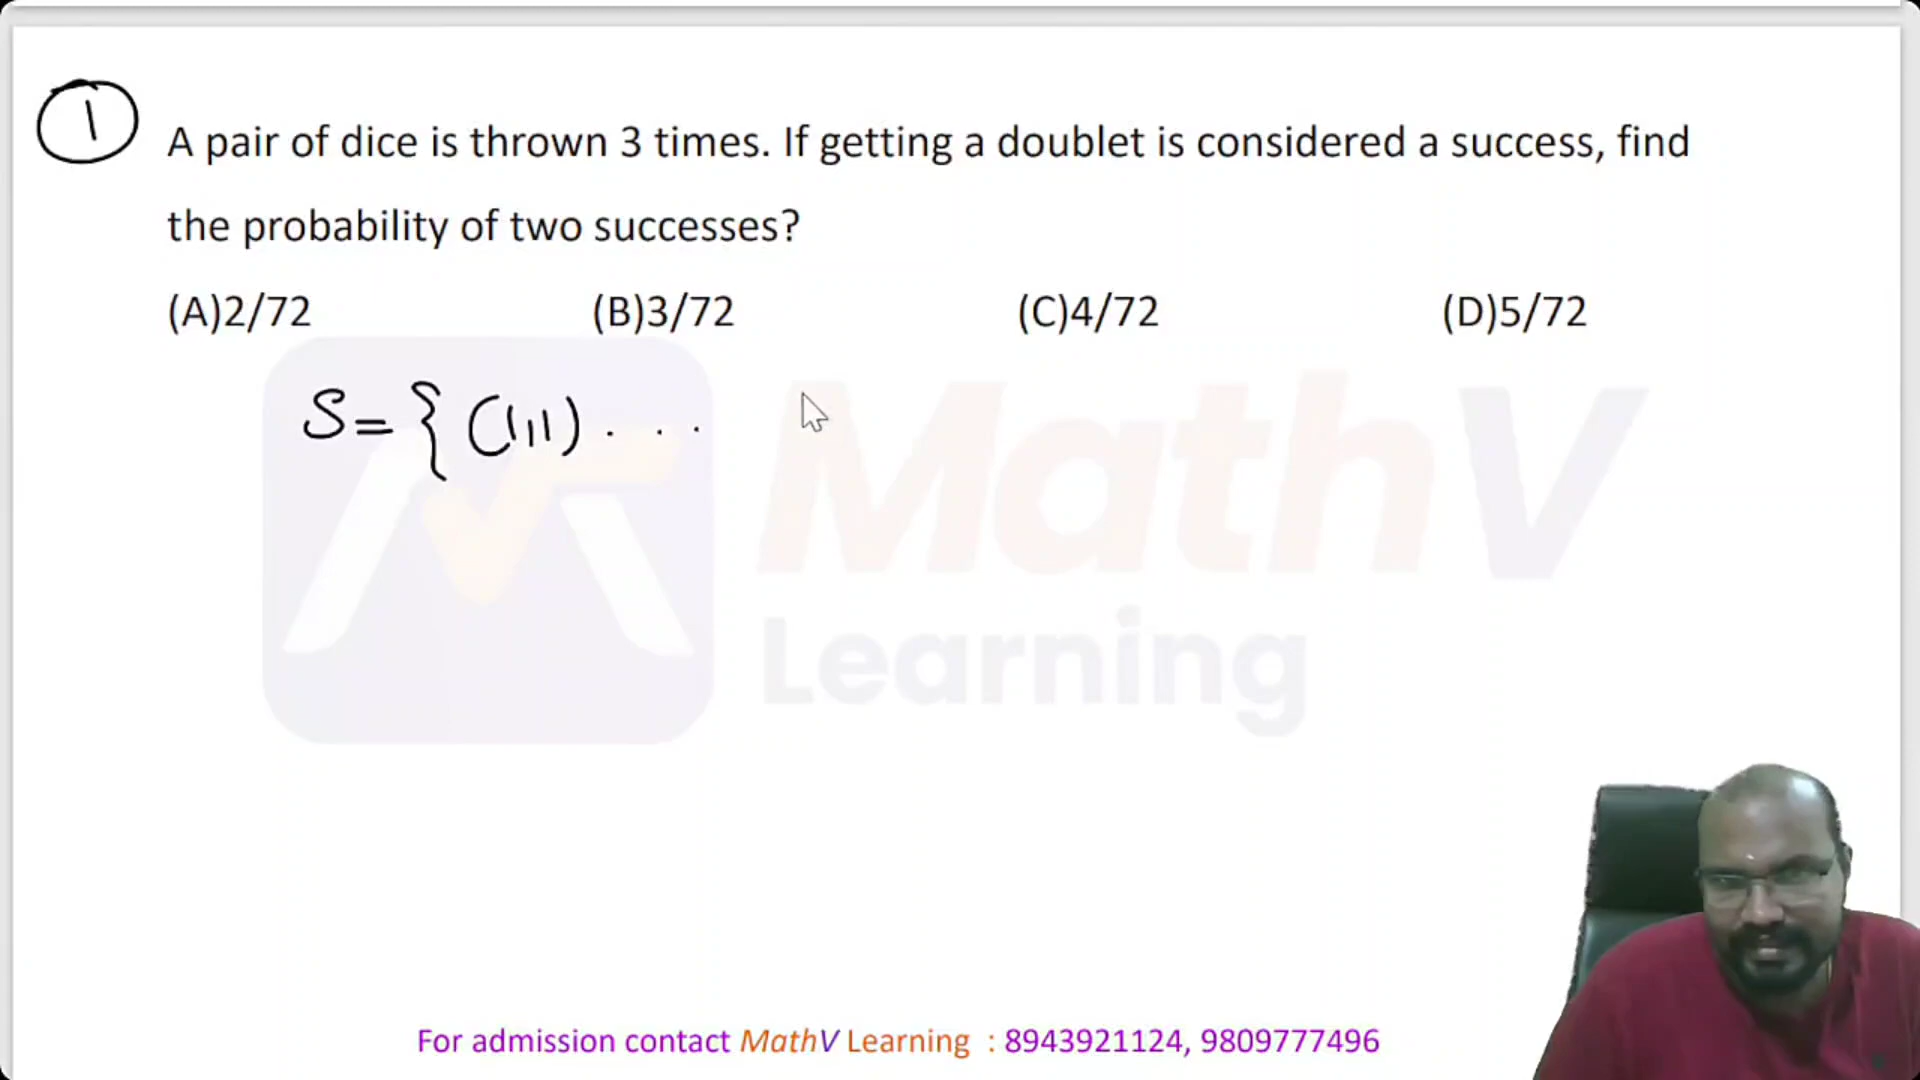 1
A pair of dice is thrown 3 times. If getting a doublet is considered a success, find
the probability of two successes?
(A)2/72 (B)3/72 (C)4/72 (D)5/72
S = { (1,1) . . .
MathV
Learning
For admission contact MathV Learning : 8943921124, 9809777496